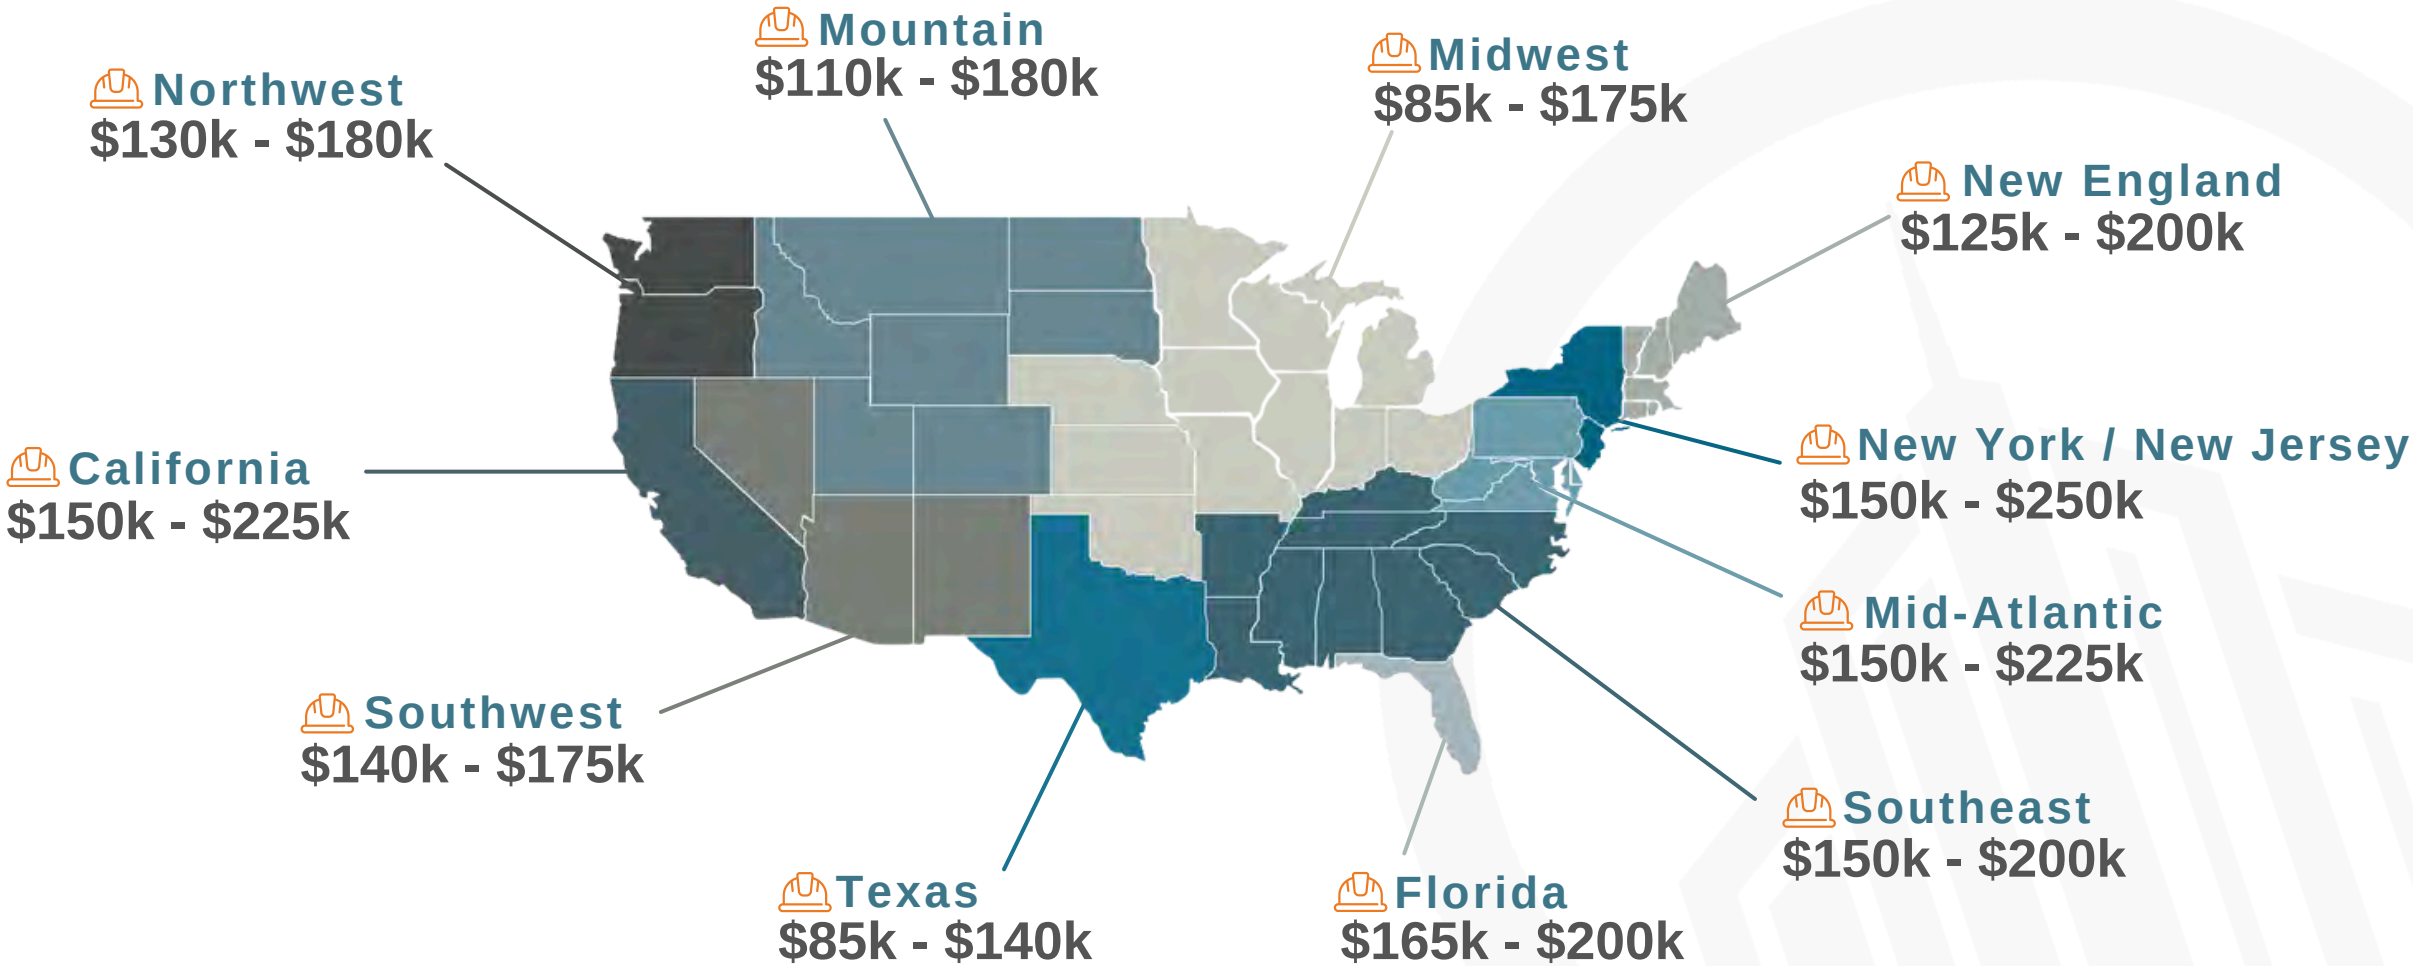 Mountain
$110k - $180k
Midwest
$85k - $175k
Northwest
$130k - $180k
New England
$125k - $200k
California
$150k - $225k
New York / New Jersey
$150k - $250k
Mid-Atlantic
$150k - $225k
Southwest
$140k - $175k
Southeast
$150k - $200k
Texas
$85k - $140k
Florida
$165k - $200k